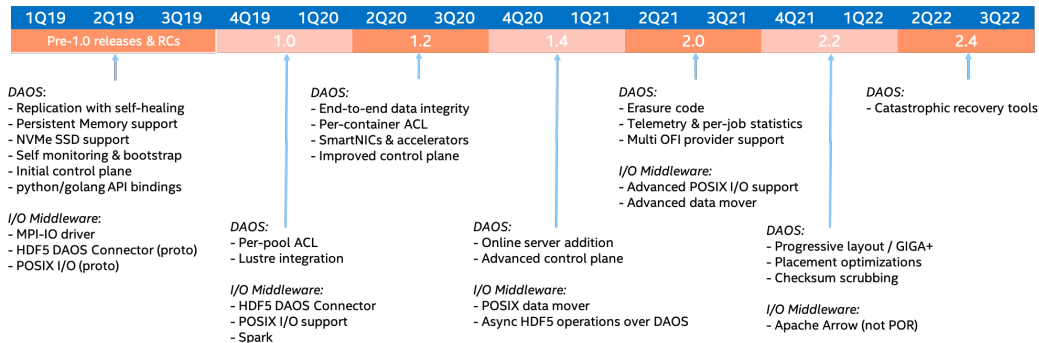 1Q19 2Q19 3Q19 4Q19 1Q20 2Q20 3Q20 4Q20 1Q21 2Q21 3Q21 4Q21 1Q22 2Q22 3Q22
Pre-1.0 releases & RCs 1.0 1.2 1.4 2.0 2.2 2.4
DAOS:
- Replication with self-healing
- Persistent Memory support
- NVMe SSD support
- Self monitoring & bootstrap
- Initial control plane
- python/golang API bindings
I/O Middleware:
- MPI-IO driver
- HDF5 DAOS Connector (proto)
- POSIX I/O (proto)
DAOS:
- Per-pool ACL
- Lustre integration
I/O Middleware:
- HDF5 DAOS Connector
- POSIX I/O support
- Spark
DAOS:
- End-to-end data integrity
- Per-container ACL
- SmartNICs & accelerators
- Improved control plane
DAOS:
- Online server addition
- Advanced control plane
I/O Middleware:
- POSIX data mover
- Async HDF5 operations over DAOS
DAOS:
- Erasure code
- Telemetry & per-job statistics
- Multi OFI provider support
I/O Middleware:
- Advanced POSIX I/O support
- Advanced data mover
DAOS:
- Progressive layout / GIGA+
- Placement optimizations
- Checksum scrubbing
I/O Middleware:
- Apache Arrow (not POR)
DAOS:
- Catastrophic recovery tools